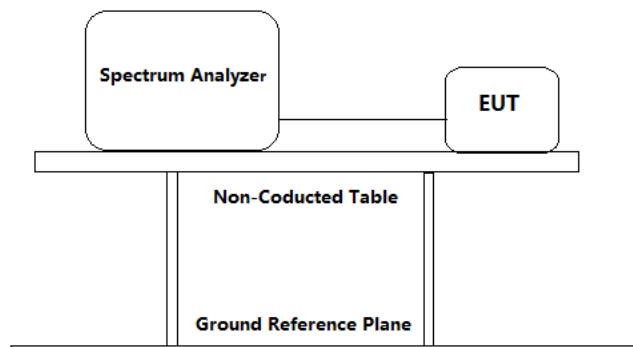 Spectrum Analyzer
EUT
Non-Coducted Table
Ground Reference Plane